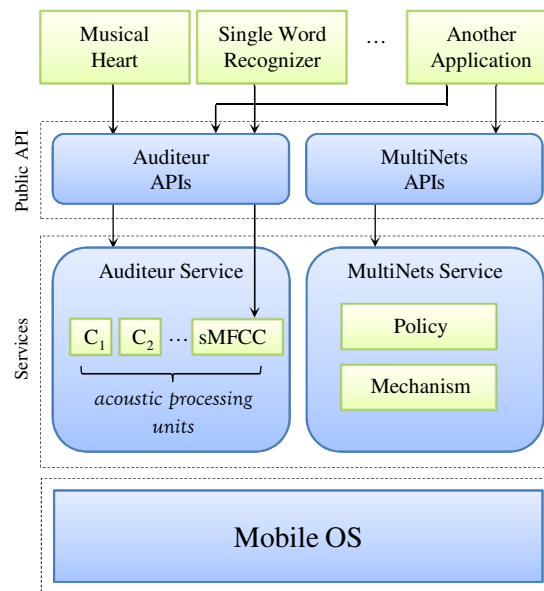 Musical
Heart
Single Word
Recognizer
…
Another
Application
Public API
Auditeur
APIs
MultiNets
APIs
Services
Auditeur Service
C1 C2 … sMFCC
acoustic processing
units
MultiNets Service
Policy
Mechanism
Mobile OS